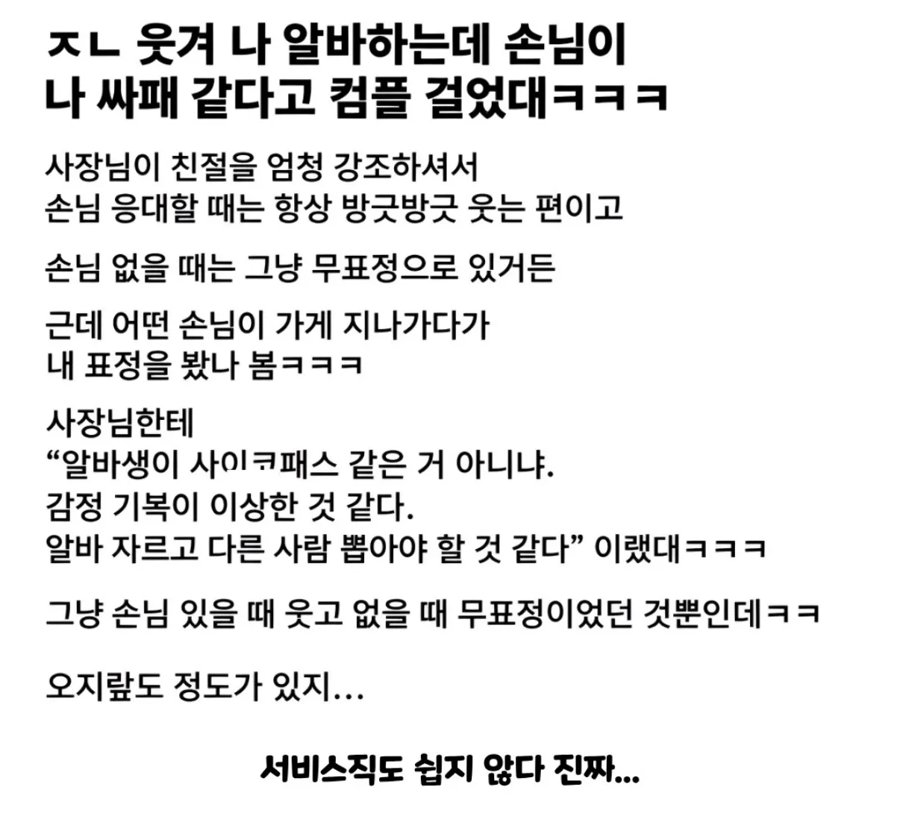 ㅈㄴ 웃겨 나 알바하는데 손님이
나 싸패 같다고 컴플 걸었대ㅋㅋㅋ
사장님이 친절을 엄청 강조하셔서
손님 응대할 때는 항상 방긋방긋 웃는 편이고
손님 없을 때는 그냥 무표정으로 있거든
근데 어떤 손님이 가게 지나가다가
내 표정을 봤나 봄ㅋㅋㅋ
사장님한테
“알바생이 사이코패스 같은 거 아니냐.
감정 기복이 이상한 것 같다.
알바 자르고 다른 사람 뽑아야 할 것 같다” 이랬대ㅋㅋㅋ
그냥 손님 있을 때 웃고 없을 때 무표정이었던 것뿐인데ㅋㅋ
오지랖도 정도가 있지...
서비스직도 쉽지 않다 진짜...